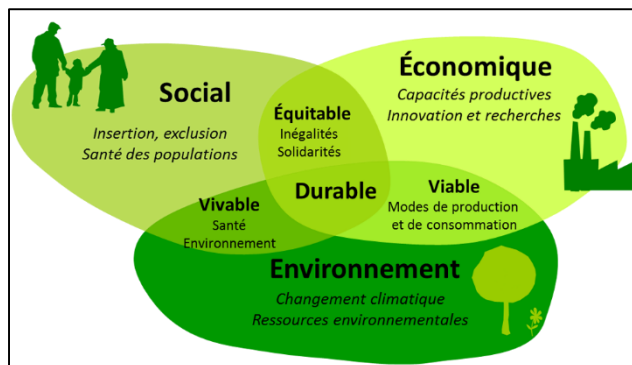 Social
Insertion, exclusion
Santé des populations
Économique
Capacités productives
Innovation et recherches
Équitable
Inégalités
Solidarités
Durable
Vivable
Santé
Environnement
Viable
Modes de production
et de consommation
Environnement
Changement climatique
Ressources environnementales